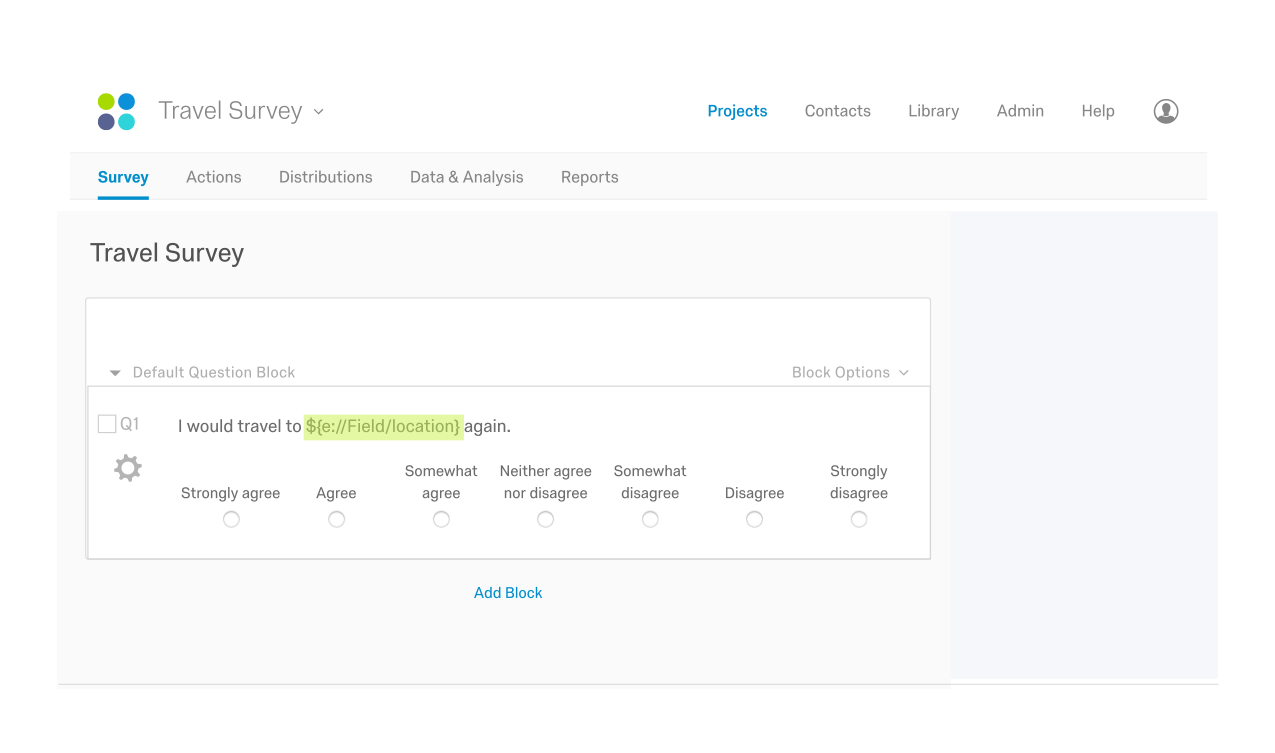 Travel Survey
Projects Contacts Library Admin Help
Survey Actions Distributions Data & Analysis Reports
Travel Survey
Default Question Block Block Options
Q1 I would travel to ${e://Field/location} again.
Strongly agree Agree Somewhat agree Neither agree nor disagree Somewhat disagree Disagree Strongly disagree
Add Block